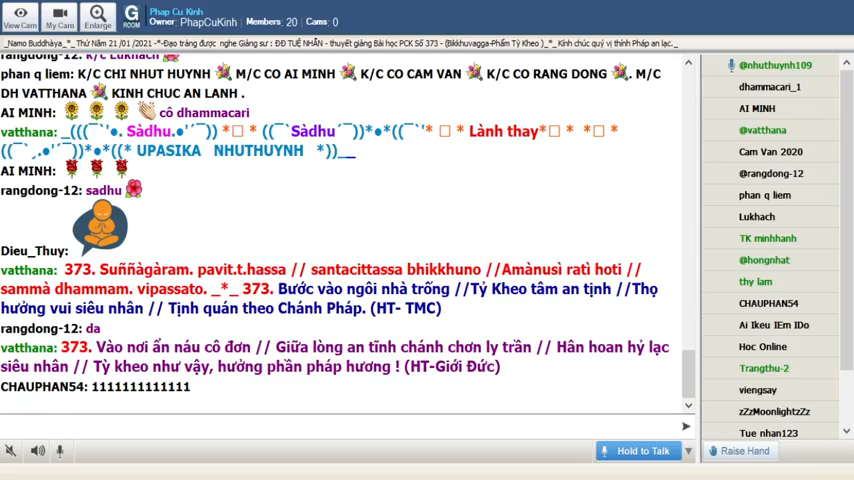 Phap Cu Kinh
Owner: PhapCuKinh , Members: 20 , Cams: 0
View Cam
My Cam
Enlarge
G
ROOM
_Namo Buddhàya_*_ Thứ Năm 21 /01 /2021 -*-Đạo tràng được nghe Giảng sư : ĐĐ TUỆ NHÂN - thuyết giảng Bài học PCK Số 373 - (Bikkhuvagga-Phẩm Tỳ Kheo )_*_ Kính chúc quý vị thính Pháp an lạc._
rangdong-12: k/c Lukhach
phan q liem: K/C CHI NHUT HUYNH M/C CO AI MINH K/C CO CAM VAN K/C CO RANG DONG . M/C
DH VATTHANA KINH CHUC AN LANH .
AI MINH: cô dhammacari
vatthana: _(((¯`'●. Sàdhu.●'´¯)) *□ * ((¯`Sàdhu´¯))*●*((¯`'* □ * Lành thay*□ * *□ *
((¯`¸.●'´¯))*●*((* UPASIKA NHUTHUYNH *))__
AI MINH:
rangdong-12: sadhu
Dieu_Thuy:
vatthana: 373. Suññàgàram. pavit.t.hassa // santacittassa bhikkhuno //Amànusì ratì hoti //
sammà dhammam. vipassato. _*_ 373. Bước vào ngôi nhà trống //Tỷ Kheo tâm an tịnh //Thọ
hưởng vui siêu nhân // Tịnh quán theo Chánh Pháp. (HT- TMC)
rangdong-12: da
vatthana: 373. Vào nơi ẩn náu cô đơn // Giữa lòng an tĩnh chánh chơn ly trần // Hân hoan hỷ lạc
siêu nhân // Tỳ kheo như vậy, hưởng phần pháp hương ! (HT-Giới Đức)
CHAUPHAN54: 1111111111111
Hold to Talk
Raise Hand
@nhuthuynh109
dhammacari_1
AI MINH
@vatthana
Cam Van 2020
@rangdong-12
phan q liem
Lukhach
TK minhhanh
@hongnhat
thy lam
CHAUPHAN54
Ai Ikeu IEm IDo
Hoc Online
Trangthu-2
viengsay
zZzMoonlightzZz
Tue nhan123